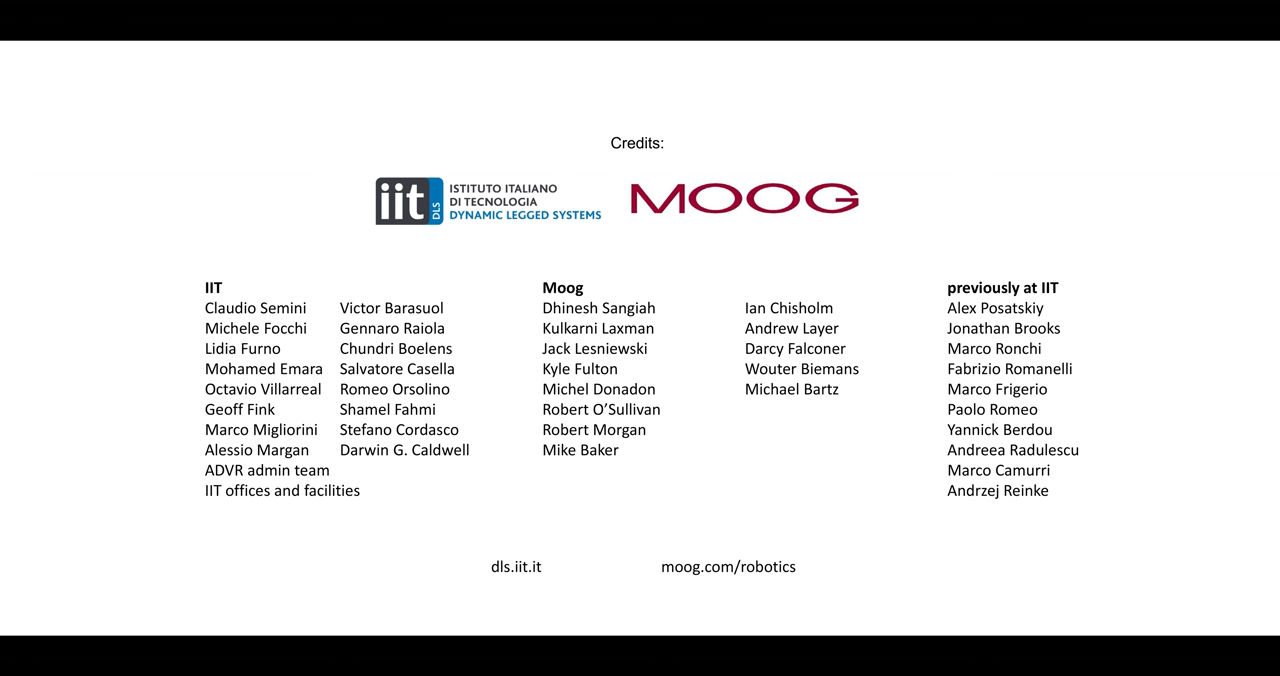 Credits:
iit DLS
ISTITUTO ITALIANO
DI TECNOLOGIA
DYNAMIC LEGGED SYSTEMS
MOOG
IIT
Claudio Semini
Michele Focchi
Lidia Furno
Mohamed Emara
Octavio Villarreal
Geoff Fink
Marco Migliorini
Alessio Margan
ADVR admin team
IIT offices and facilities
Victor Barasuol
Gennaro Raiola
Chundri Boelens
Salvatore Casella
Romeo Orsolino
Shamel Fahmi
Stefano Cordasco
Darwin G. Caldwell
Moog
Dhinesh Sangiah
Kulkarni Laxman
Jack Lesniewski
Kyle Fulton
Michel Donadon
Robert O’Sullivan
Robert Morgan
Mike Baker
Ian Chisholm
Andrew Layer
Darcy Falconer
Wouter Biemans
Michael Bartz
previously at IIT
Alex Posatskiy
Jonathan Brooks
Marco Ronchi
Fabrizio Romanelli
Marco Frigerio
Paolo Romeo
Yannick Berdou
Andreea Radulescu
Marco Camurri
Andrzej Reinke
dls.iit.it
moog.com/robotics